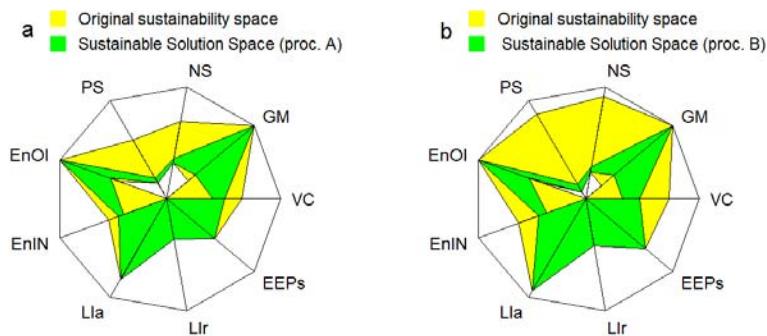 a
Original sustainability space
Sustainable Solution Space (proc. A)
NS
PS
GM
EnOI
VC
EnIN
EEPs
LIa
LIr
b
Original sustainability space
Sustainable Solution Space (proc. B)
NS
PS
GM
EnOI
VC
EnIN
EEPs
LIa
LIr